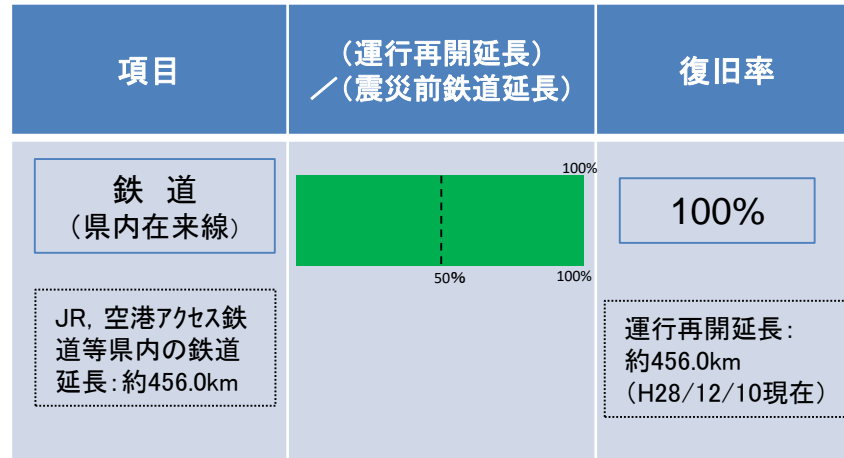 項目
（運行再開延長）
／（震災前鉄道延長）
復旧率
鉄 道
（県内在来線）
100%
50%
100%
100%
JR，空港アクセス鉄
道等県内の鉄道
延長：約456.0km
運行再開延長：
約456.0km
（H28/12/10現在）